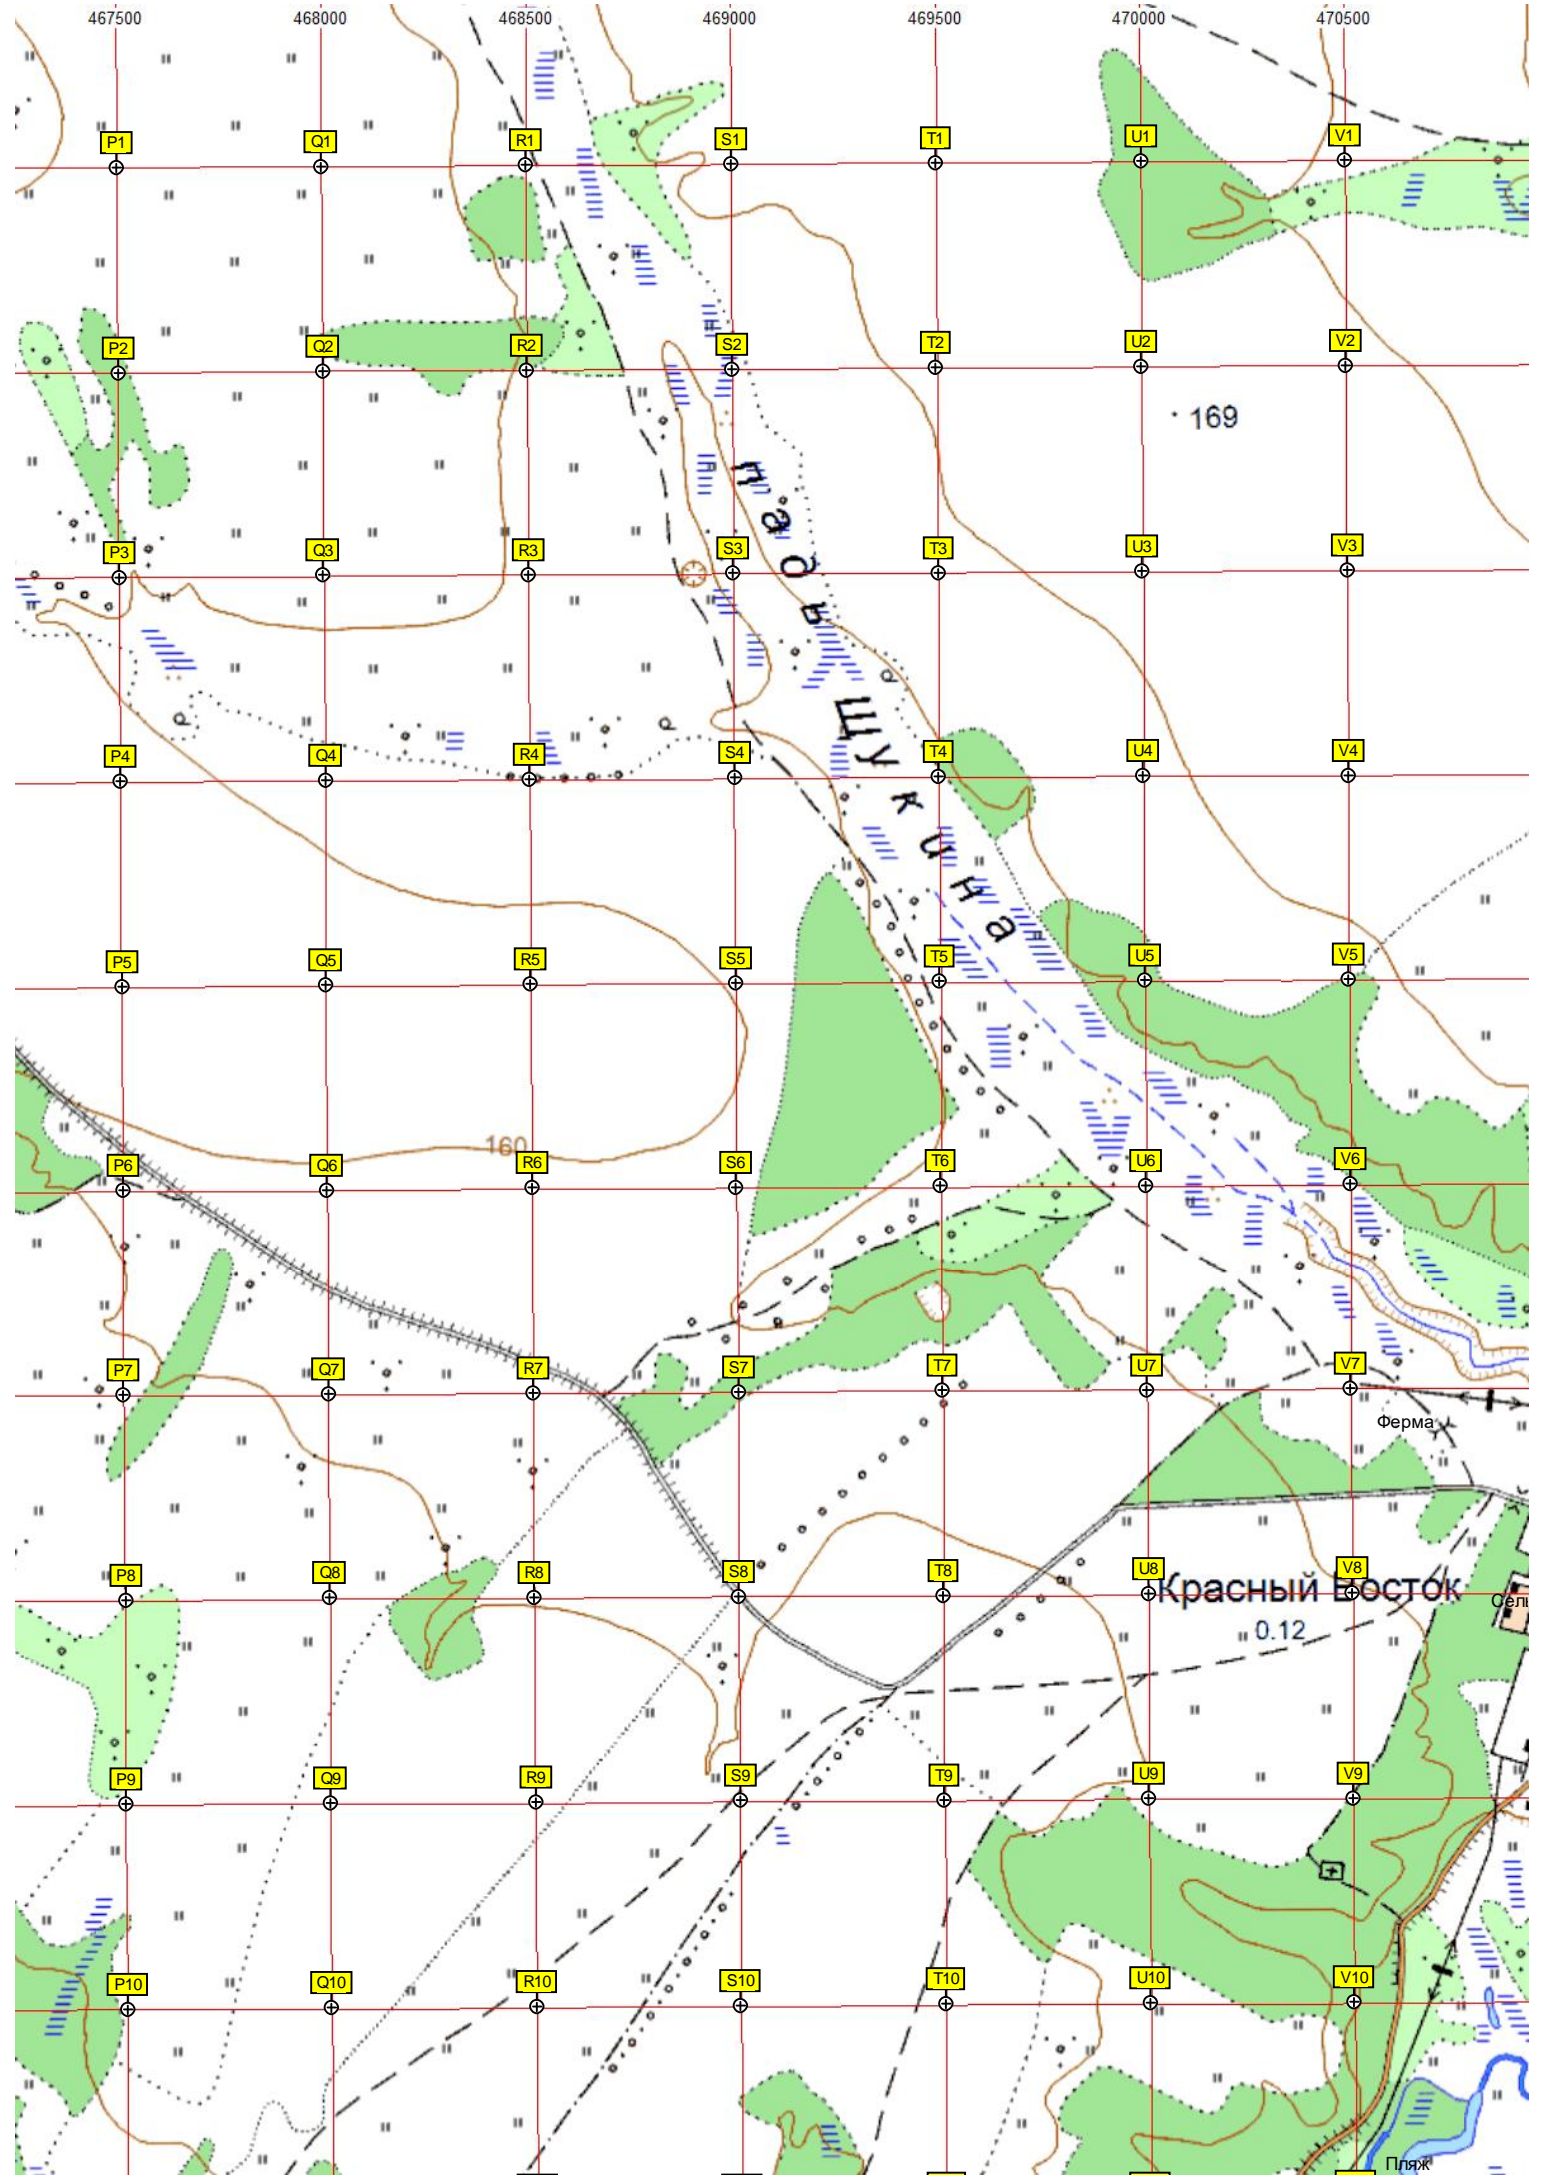 467500 468000 468500 469000 469500 470000 470500
P1 Q1 R1 S1 T1 U1 V1
P2 Q2 R2 S2 T2 U2 V2
169
падь Щукина
P3 Q3 R3 S3 T3 U3 V3
P4 Q4 R4 S4 T4 U4 V4
P5 Q5 R5 S5 T5 U5 V5
160
P6 Q6 R6 S6 T6 U6 V6
P7 Q7 R7 S7 T7 U7 V7
Ферма
P8 Q8 R8 S8 T8 U8 V8
Красный Восток
0.12
P9 Q9 R9 S9 T9 U9 V9
P10 Q10 R10 S10 T10 U10 V10
Пляж